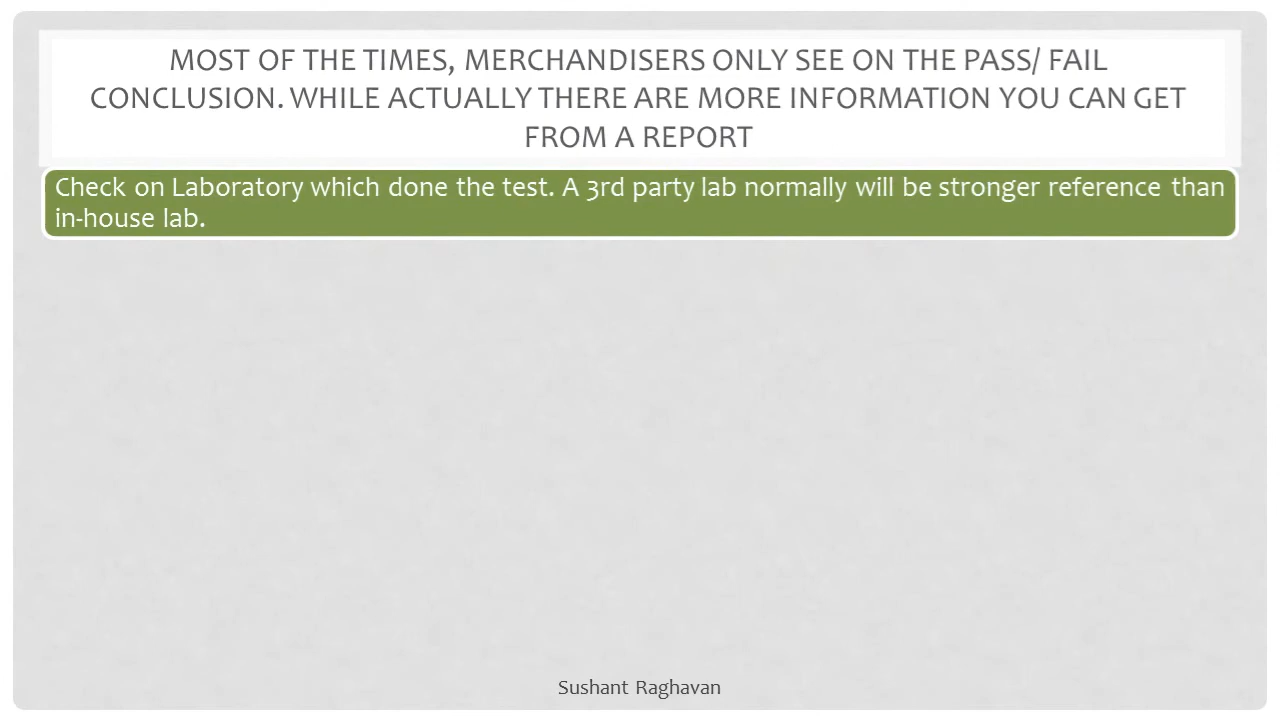 MOST OF THE TIMES, MERCHANDISERS ONLY SEE ON THE PASS/ FAIL
CONCLUSION. WHILE ACTUALLY THERE ARE MORE INFORMATION YOU CAN GET
FROM A REPORT
Check on Laboratory which done the test. A 3rd party lab normally will be stronger reference than
in-house lab.
Sushant Raghavan